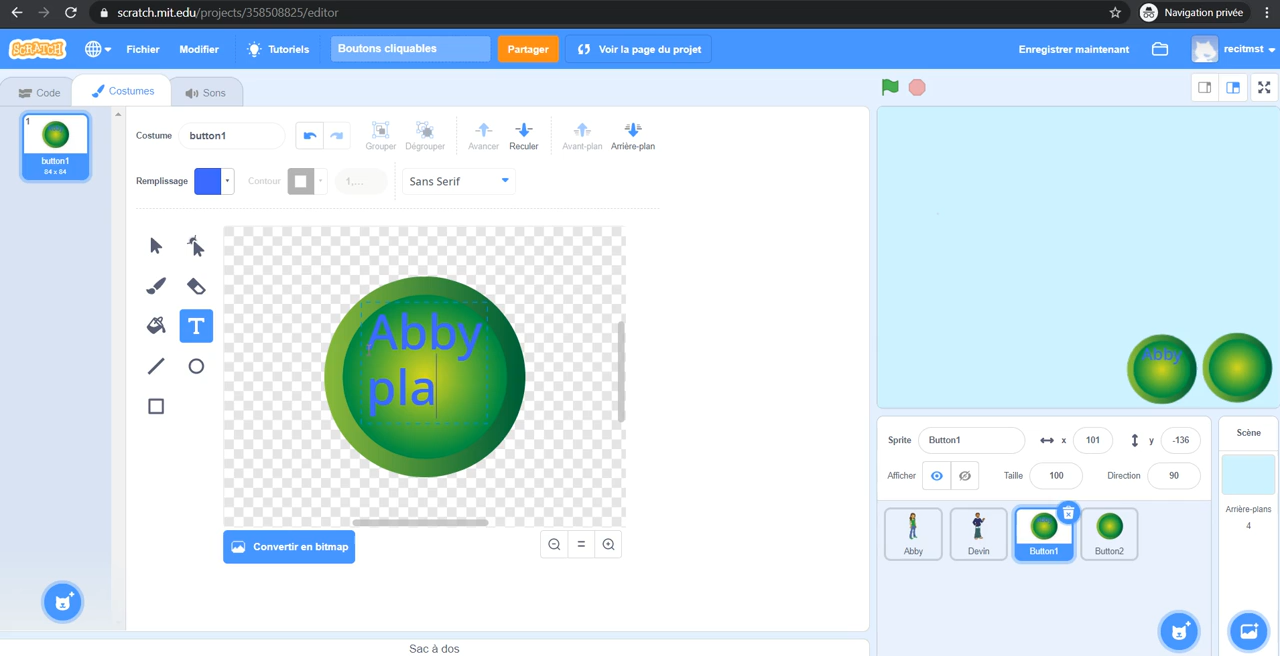 scratch.mit.edu/projects/358508825/editor
Navigation privée
SCRATCH
Fichier
Modifier
Tutoriels
Boutons cliquables
Partager
Voir la page du projet
Enregistrer maintenant
recitmst
Code
Costumes
Sons
1
button1
84 x 84
Costume
button1
Grouper
Dégrouper
Avancer
Reculer
Avant-plan
Arrière-plan
Remplissage
Contour
1,...
Sans Serif
T
Abby
pla
Convertir en bitmap
Abby
Sprite
Button1
x
101
y
-136
Afficher
Taille
100
Direction
90
Abby
Devin
Button1
Button2
Scène
Arrière-plans
4
Sac à dos